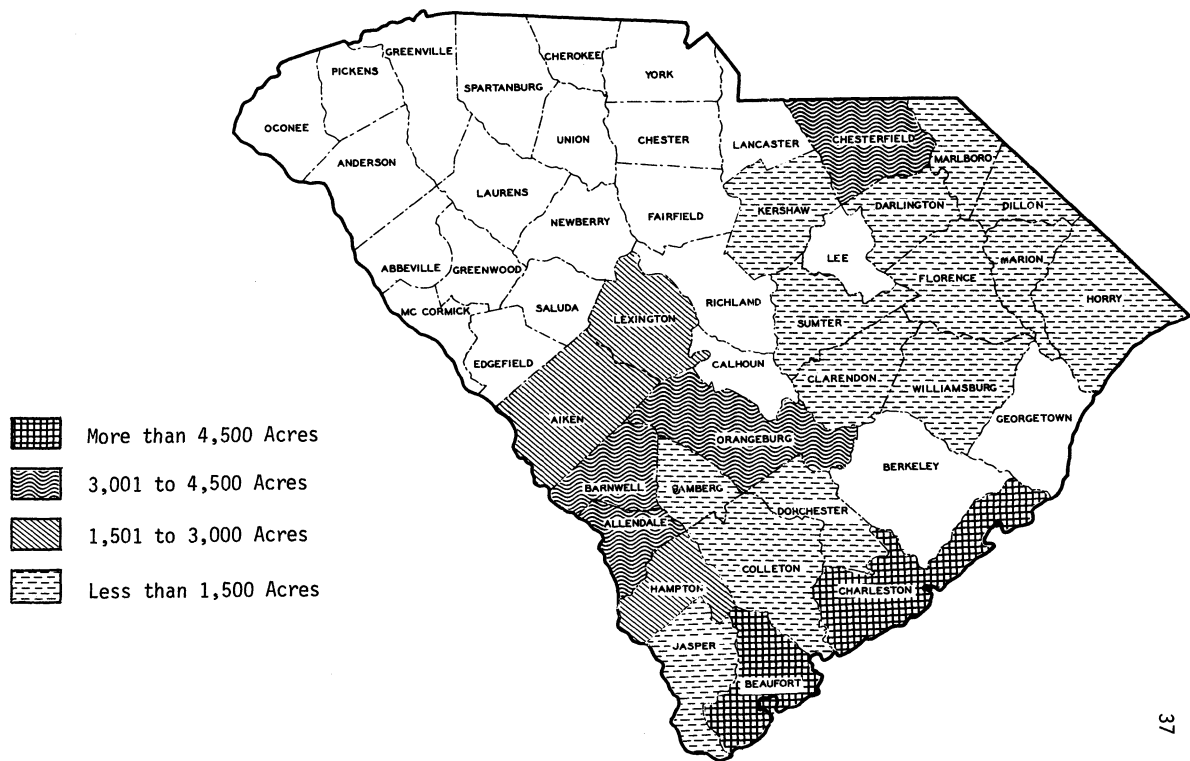 GREENVILLE
CHEROKEE
PICKENS
YORK
SPARTANBURG
OCONEE
UNION
CHESTER
LANCASTER
CHESTERFIELD
ANDERSON
MARLBORO
LAURENS
NEWBERRY
FAIRFIELD
KERSHAW
DARLINGTON
DILLON
ABBEVILLE
GREENWOOD
LEE
FLORENCE
MARION
MC CORMICK
SALUDA
LEXINGTON
RICHLAND
SUMTER
HORRY
EDGEFIELD
CALHOUN
CLARENDON
WILLIAMSBURG
AIKEN
ORANGEBURG
GEORGETOWN
BARNWELL
BAMBERG
BERKELEY
ALLENDALE
DORCHESTER
HAMPTON
COLLETON
CHARLESTON
JASPER
BEAUFORT
More than 4,500 Acres
3,001 to 4,500 Acres
1,501 to 3,000 Acres
Less than 1,500 Acres
37